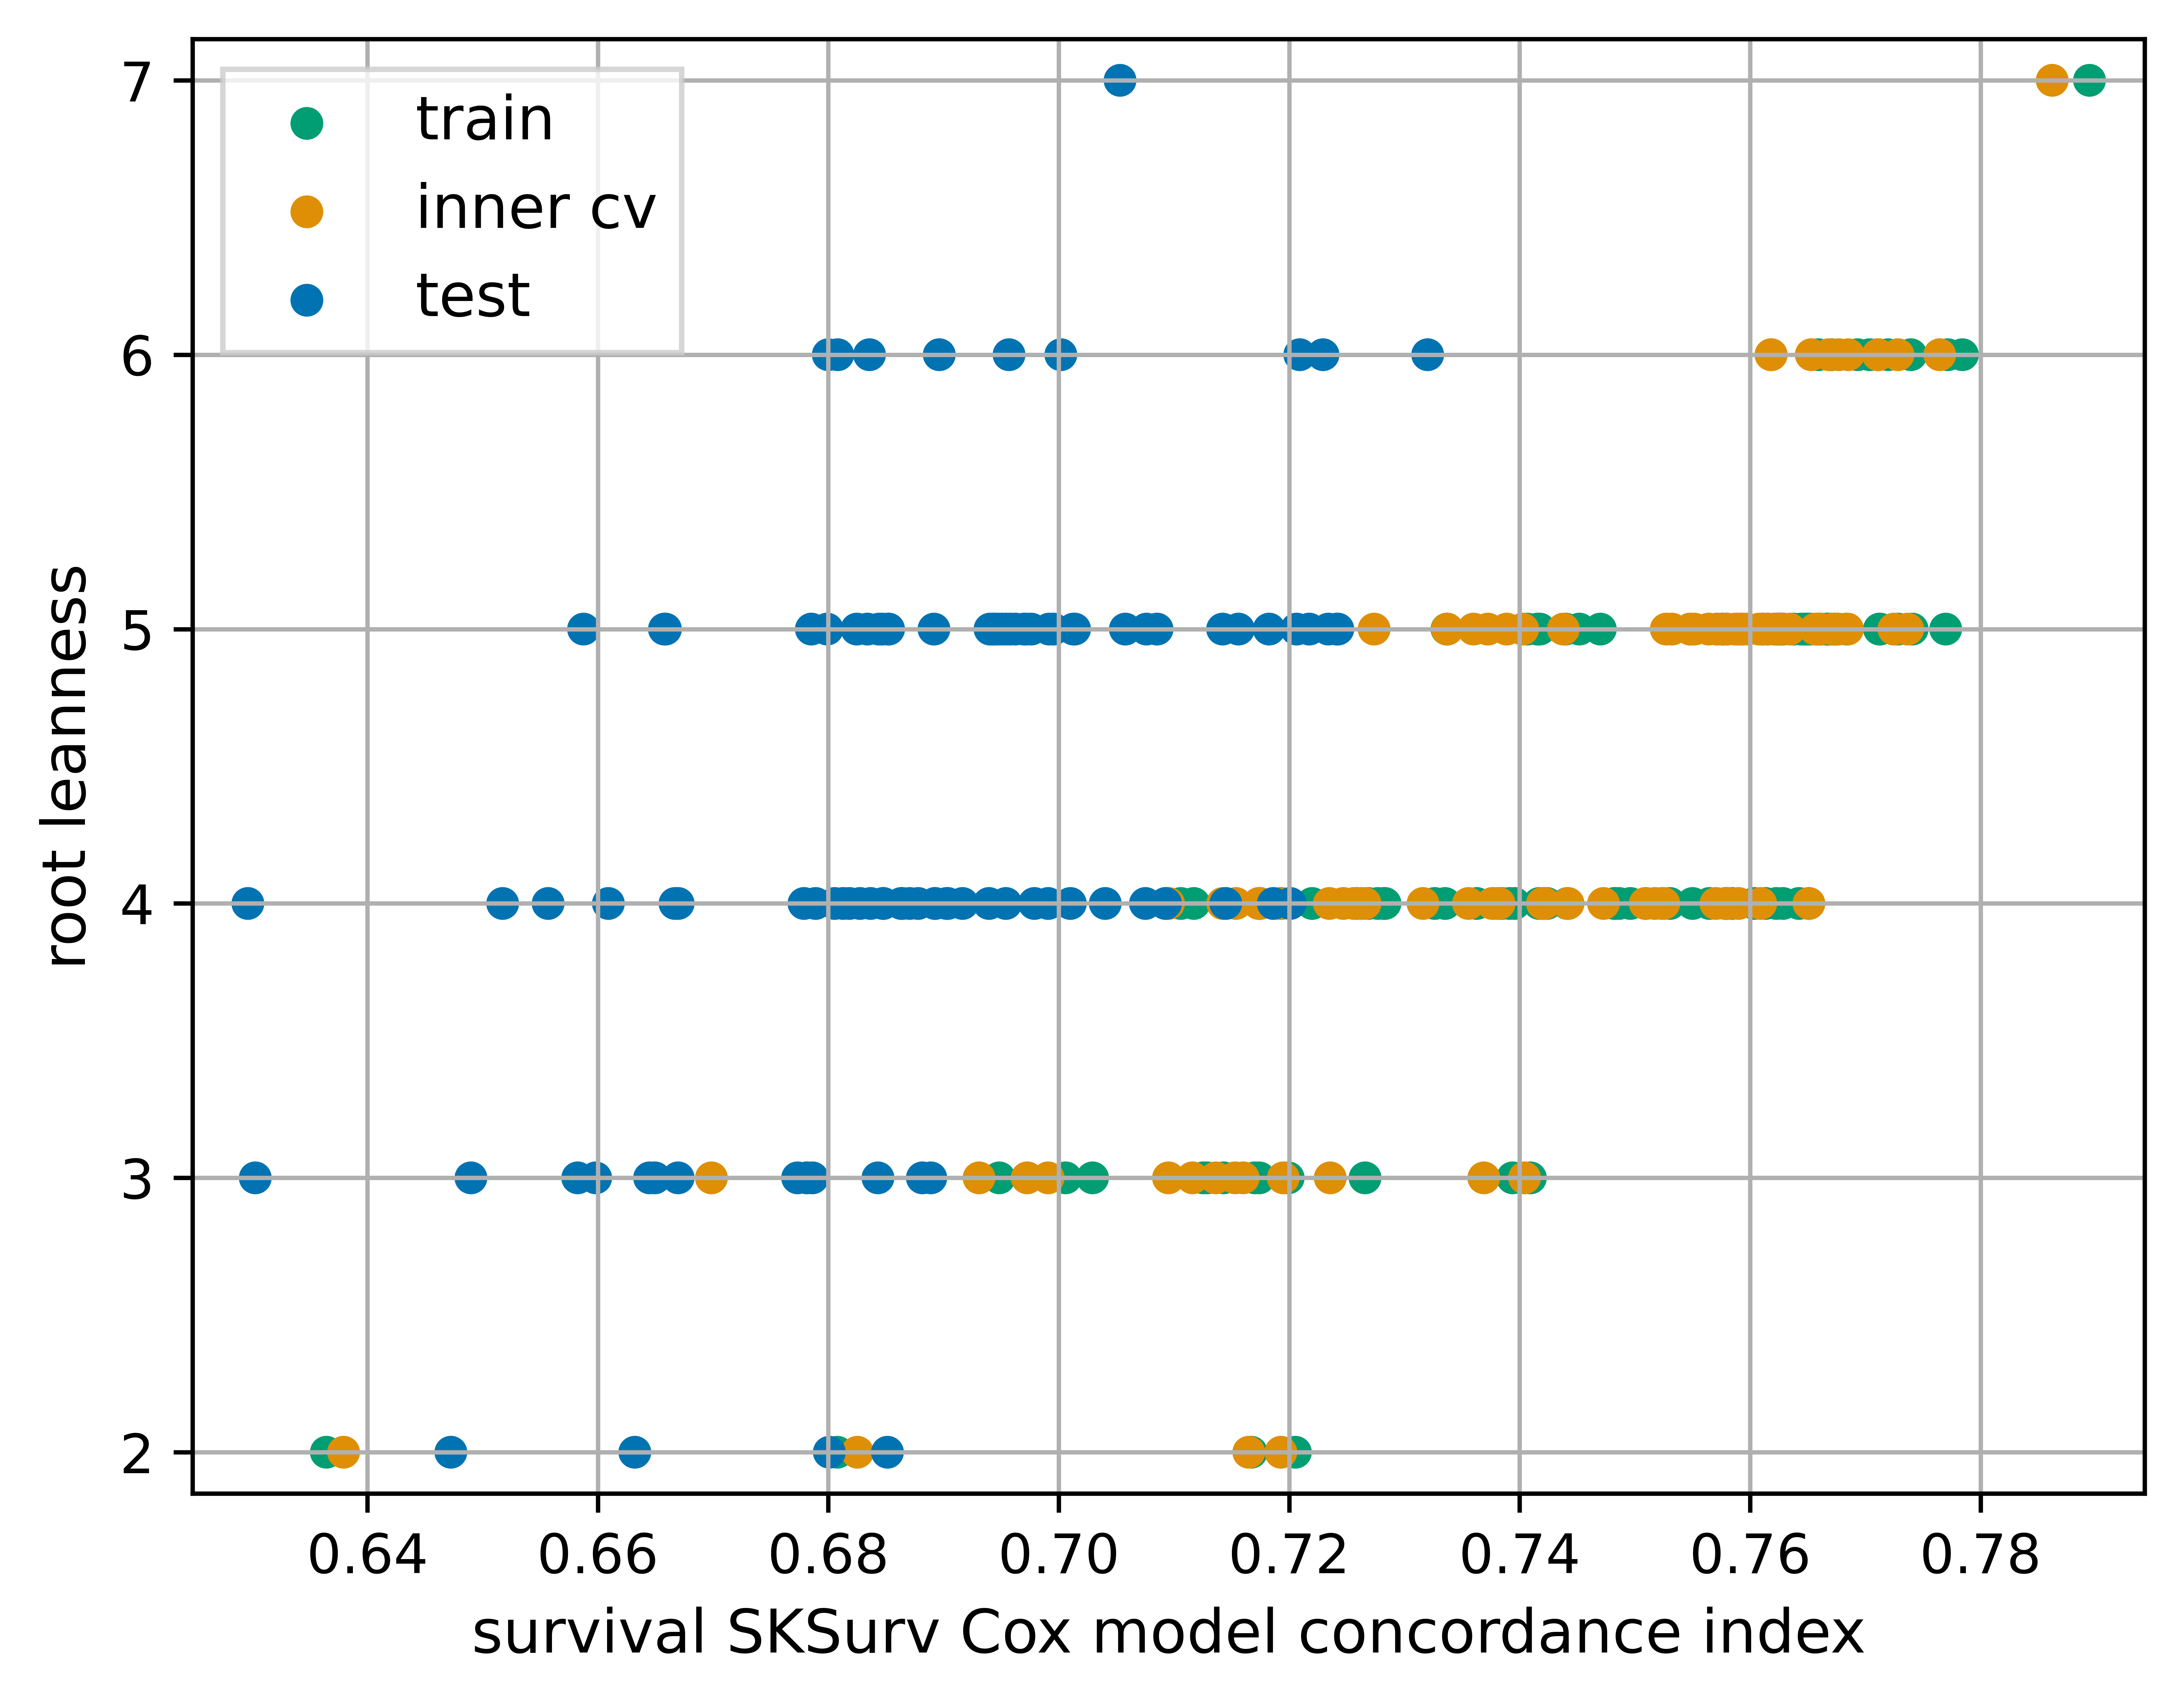 7
6
5
4
3
2
root leanness
train
inner cv
test
0.64 0.66 0.68 0.70 0.72 0.74 0.76 0.78
survival SKSurv Cox model concordance index